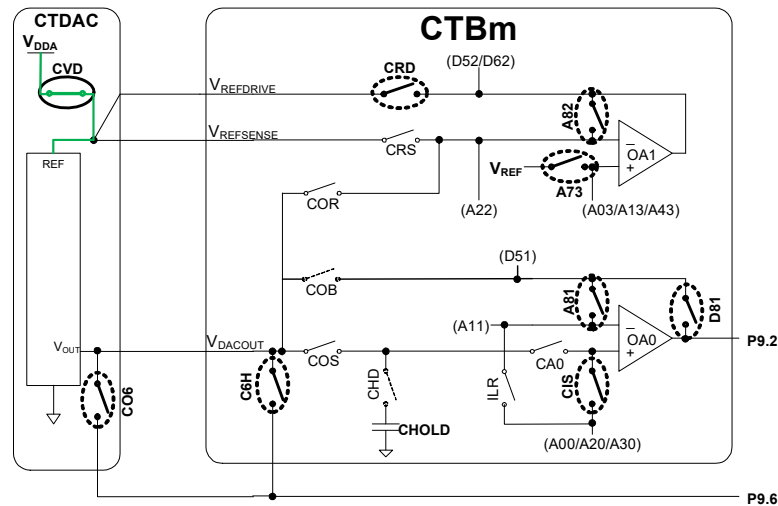 CTDAC
CTBm
VDDA
CVD
CRD
(D52/D62)
VREFDRIVE
A82
VREFSENSE
CRS
REF
VREF
A73
−
OA1
+
COR
(A22)
(A03/A13/A43)
(D51)
COB
A81
D81
(A11)
−
OA0
+
VOUT
VDACOUT
COS
CA0
P9.2
CO6
C6H
CHD
ILR
CIS
CHOLD
(A00/A20/A30)
P9.6